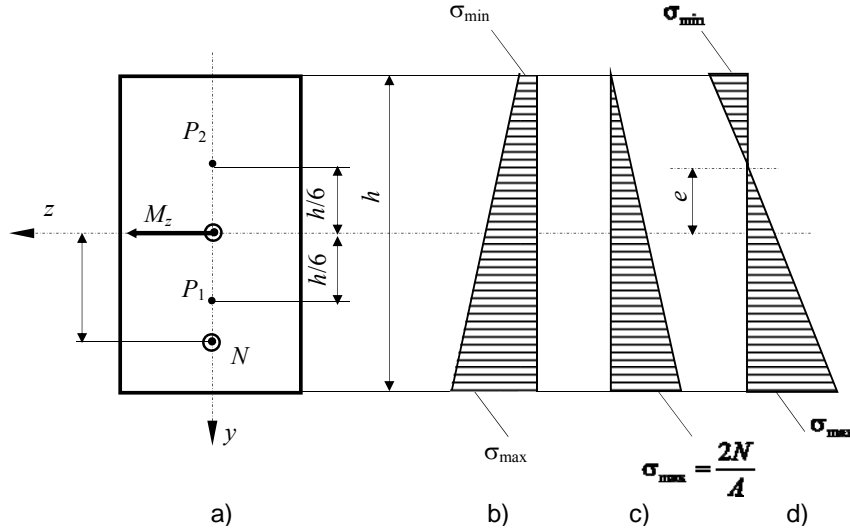 σmin
σmin
P2
z
Mz
h/6
h
e
P1
h/6
N
y
σmax
σmax
σmax = 2N/A
a)
b)
c)
d)